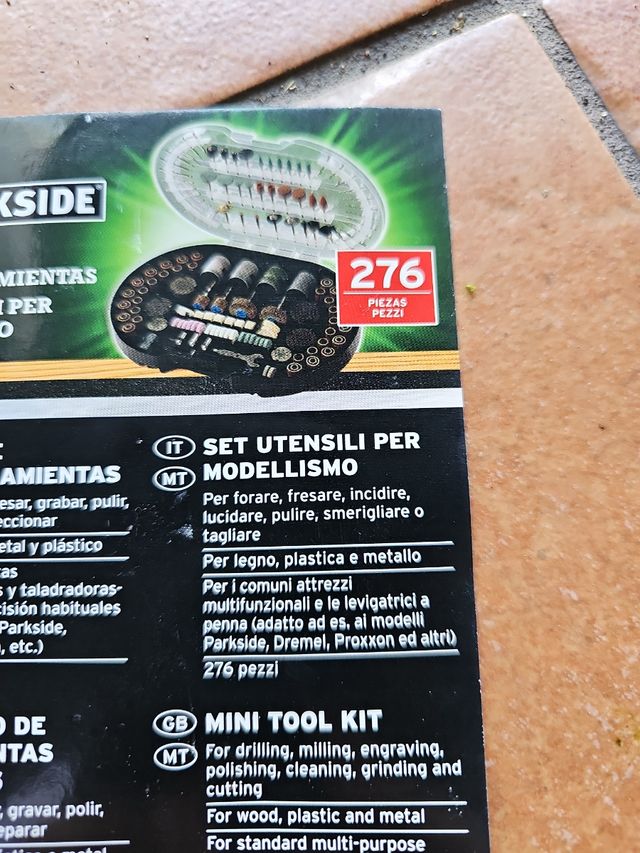 KSIDE
AMIENTAS
I PER
O
276
PIEZAS
PEZZI
AMIENTAS
esar, grabar, pulir,
eccionar
etal y plástico
tas
s y taladradoras-
cisión habituales
Parkside,
, etc.)
O DE
NTAS
S
, gravar, polir,
eparar
IT
MT
SET UTENSILI PER
MODELLISMO
Per forare, fresare, incidire,
lucidare, pulire, smerigliare o
tagliare
Per legno, plastica e metallo
Per i comuni attrezzi
multifunzionali e le levigatrici a
penna (adatto ad es. ai modelli
Parkside, Dremel, Proxxon ed altri)
276 pezzi
GB
MT
MINI TOOL KIT
For drilling, milling, engraving,
polishing, cleaning, grinding and
cutting
For wood, plastic and metal
For standard multi-purpose